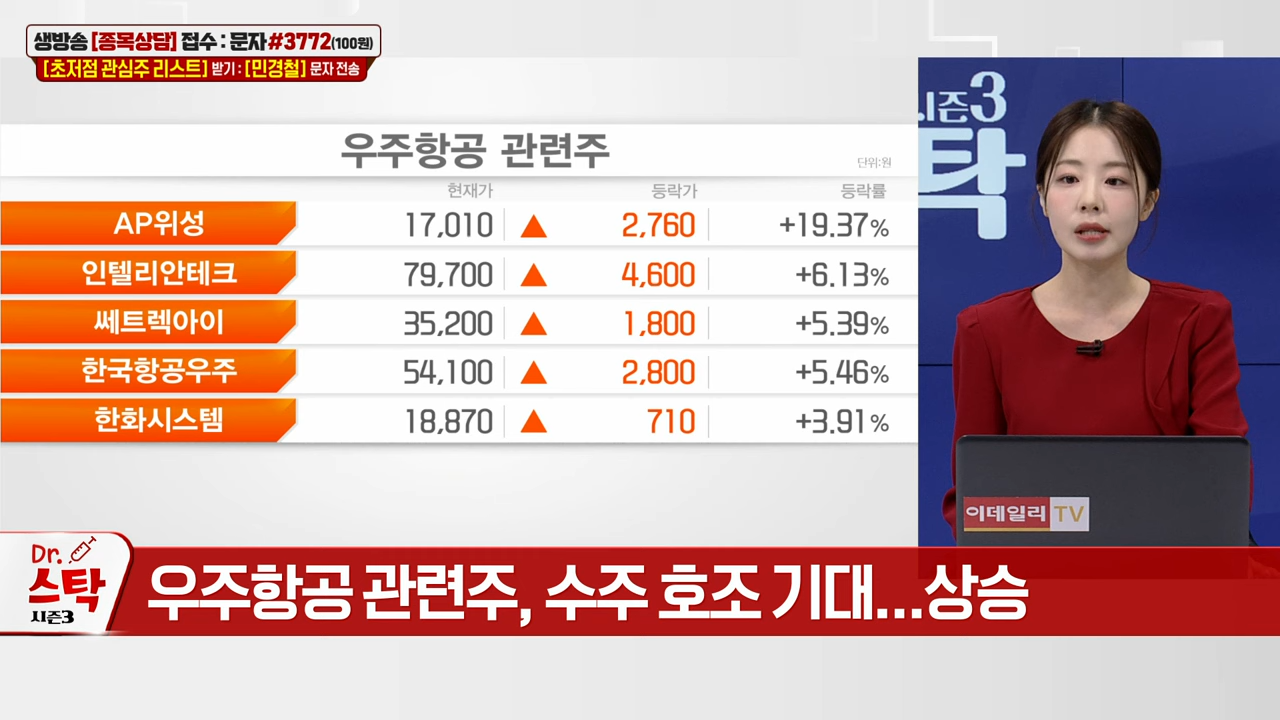 생방송 [종목상담] 접수 : 문자#3772(100원)
[초저점 관심주 리스트] 받기 : [민경철] 문자 전송
우주항공 관련주
단위:원
현재가 등락가 등락률
AP위성 17,010 ▲ 2,760 +19.37%
인텔리안테크 79,700 ▲ 4,600 +6.13%
쎄트렉아이 35,200 ▲ 1,800 +5.39%
한국항공우주 54,100 ▲ 2,800 +5.46%
한화시스템 18,870 ▲ 710 +3.91%
시즌3
탁
이데일리 TV
Dr.
스탁
시즌3
우주항공 관련주, 수주 호조 기대...상승